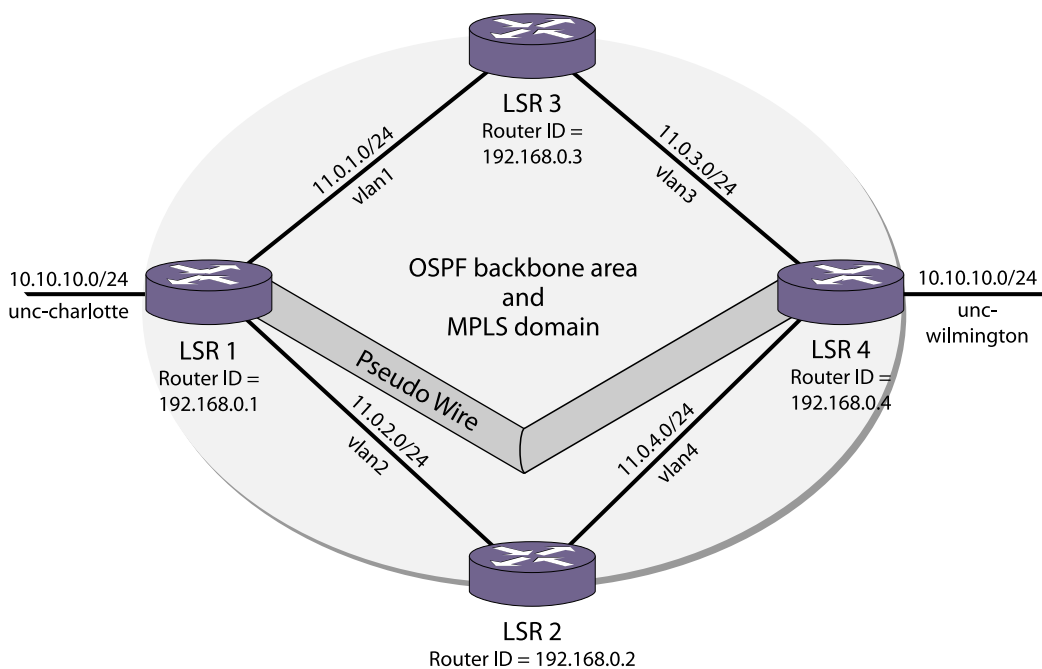 LSR 3
Router ID =
192.168.0.3
11.0.1.0/24
vlan1
11.0.3.0/24
vlan3
10.10.10.0/24
unc-charlotte
OSPF backbone area
and
MPLS domain
10.10.10.0/24
unc-
wilmington
LSR 1
Router ID =
192.168.0.1
Pseudo Wire
LSR 4
Router ID =
192.168.0.4
11.0.2.0/24
vlan2
11.0.4.0/24
vlan4
LSR 2
Router ID = 192.168.0.2